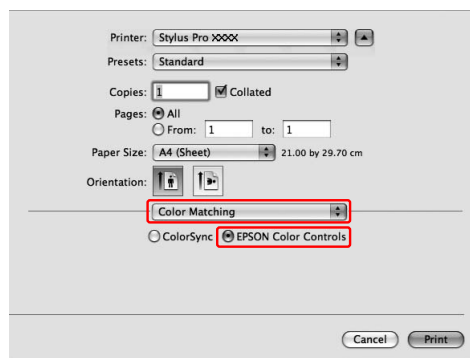 Printer: Stylus Pro XXXX
Presets: Standard
Copies: 1 Collated
Pages: All
From: 1 to: 1
Paper Size: A4 (Sheet) 21.00 by 29.70 cm
Orientation:
Color Matching
ColorSync EPSON Color Controls
Cancel Print